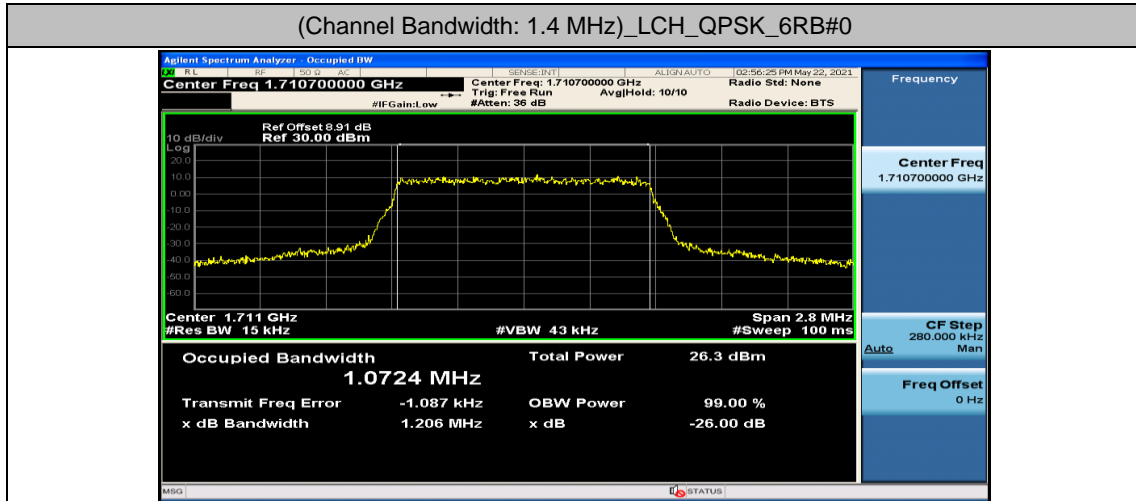 (Channel Bandwidth: 1.4 MHz)_LCH_QPSK_6RB#0
Agilent Spectrum Analyzer - Occupied BW
LXI RL RF 50 Ω AC SENSE:INT ALIGN AUTO 02:56:25 PM May 22, 2021
Center Freq 1.710700000 GHz
Center Freq: 1.710700000 GHz
Radio Std: None
Trig: Free Run Avg|Hold: 10/10
#IFGain:Low
#Atten: 36 dB
Radio Device: BTS
Ref Offset 8.91 dB
10 dB/div Ref 30.00 dBm
Log
20.0
10.0
0.00
-10.0
-20.0
-30.0
-40.0
-50.0
-60.0
Center 1.711 GHz Span 2.8 MHz
#Res BW 15 kHz #VBW 43 kHz #Sweep 100 ms
Occupied Bandwidth Total Power 26.3 dBm
1.0724 MHz
Transmit Freq Error -1.087 kHz OBW Power 99.00 %
x dB Bandwidth 1.206 MHz x dB -26.00 dB
MSG STATUS
Frequency
Center Freq
1.710700000 GHz
CF Step
280.000 kHz
Auto Man
Freq Offset
0 Hz